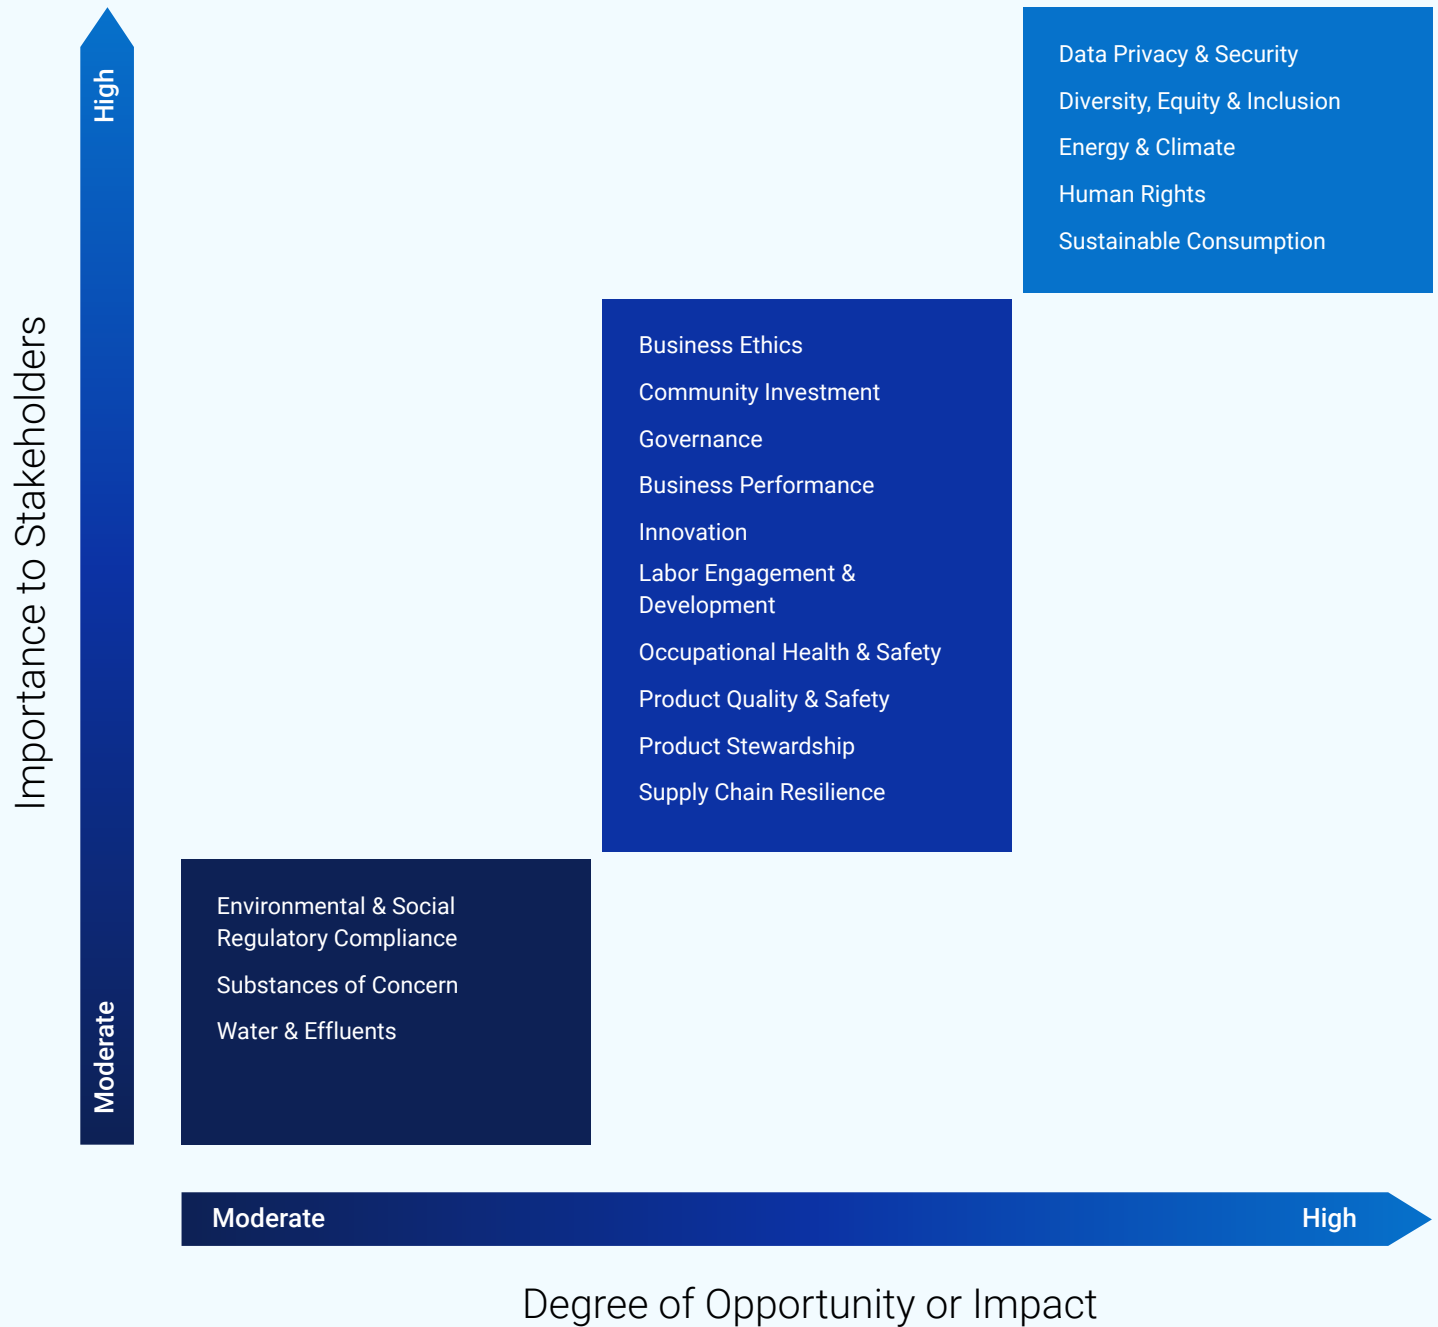 Importance to Stakeholders
High
Moderate
Data Privacy & Security
Diversity, Equity & Inclusion
Energy & Climate
Human Rights
Sustainable Consumption
Business Ethics
Community Investment
Governance
Business Performance
Innovation
Labor Engagement &
Development
Occupational Health & Safety
Product Quality & Safety
Product Stewardship
Supply Chain Resilience
Environmental & Social
Regulatory Compliance
Substances of Concern
Water & Effluents
Moderate
High
Degree of Opportunity or Impact